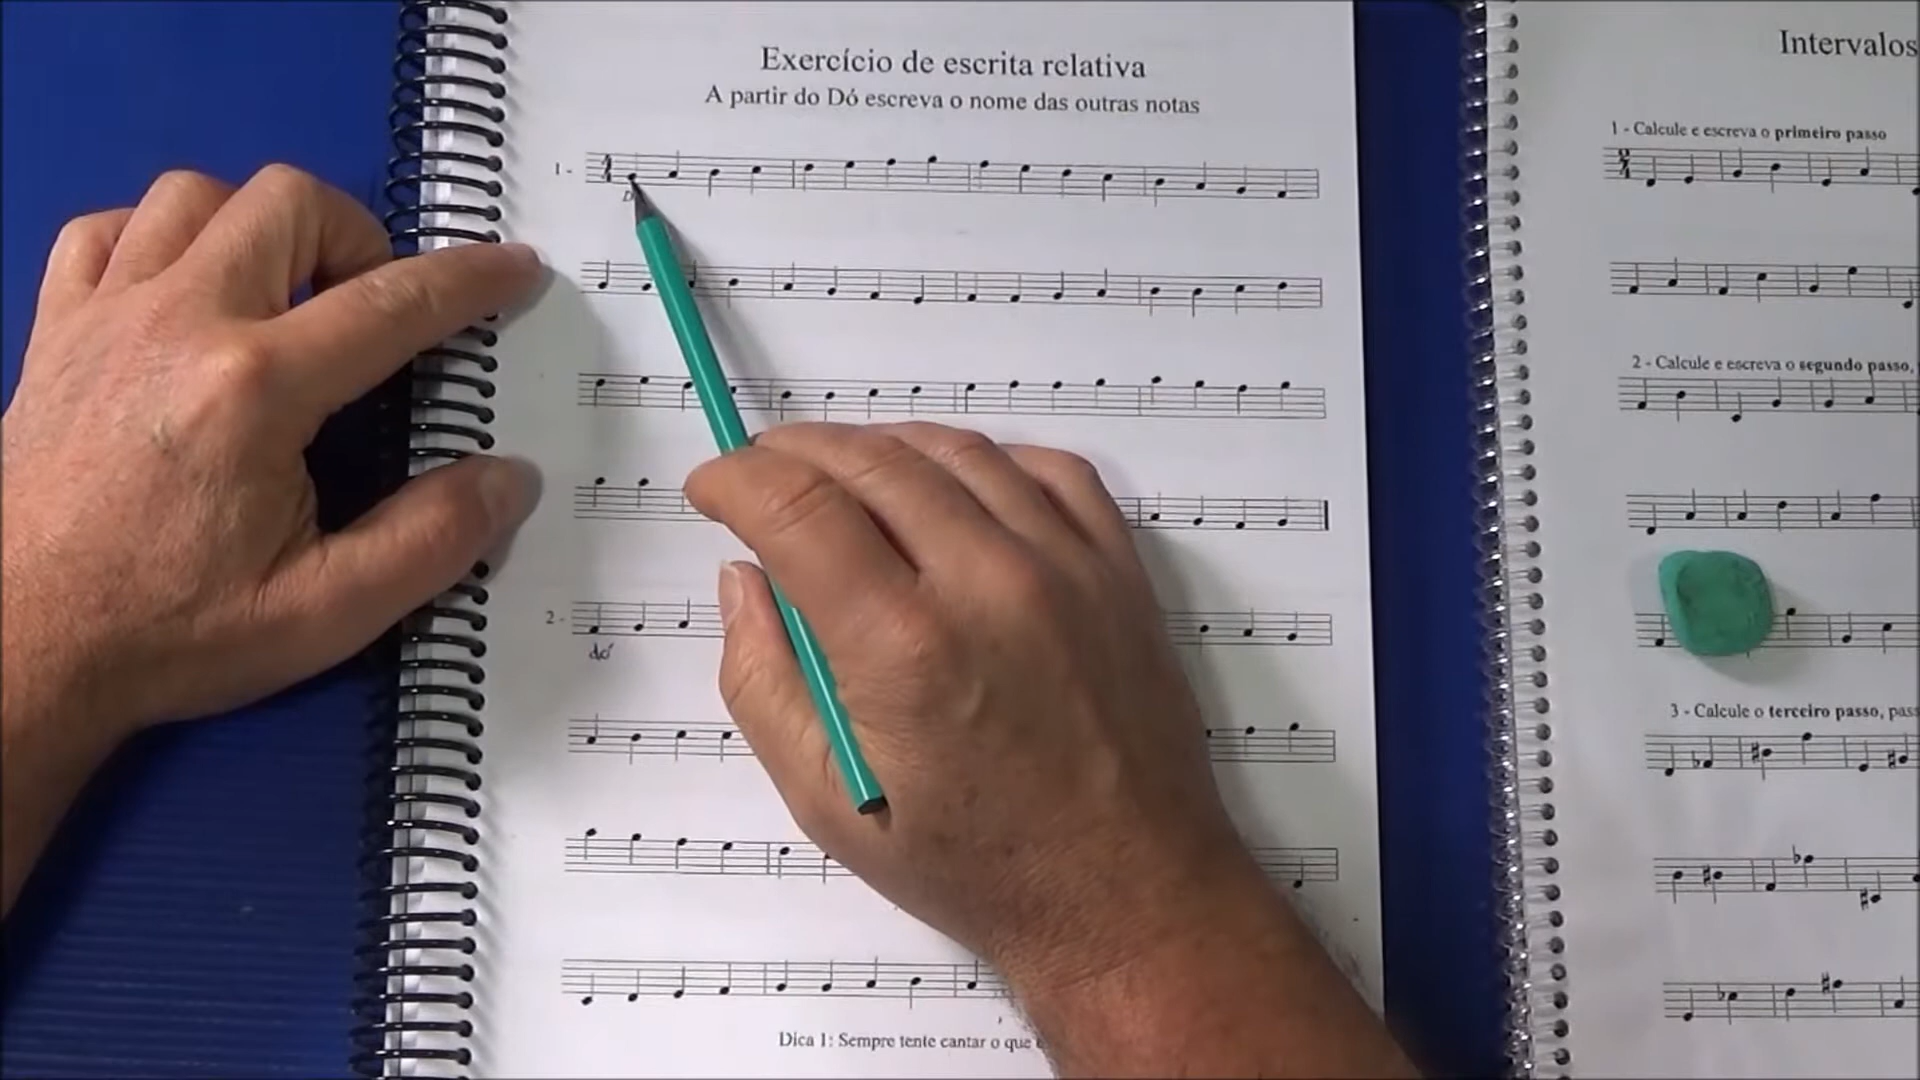 Exercício de escrita relativa
A partir do Dó escreva o nome das outras notas
1 -
2 -
dó
Dica 1: Sempre tente cantar o que
Intervalos
1 - Calcule e escreva o primeiro passo
2 - Calcule e escreva o segundo passo,
3 - Calcule o terceiro passo,